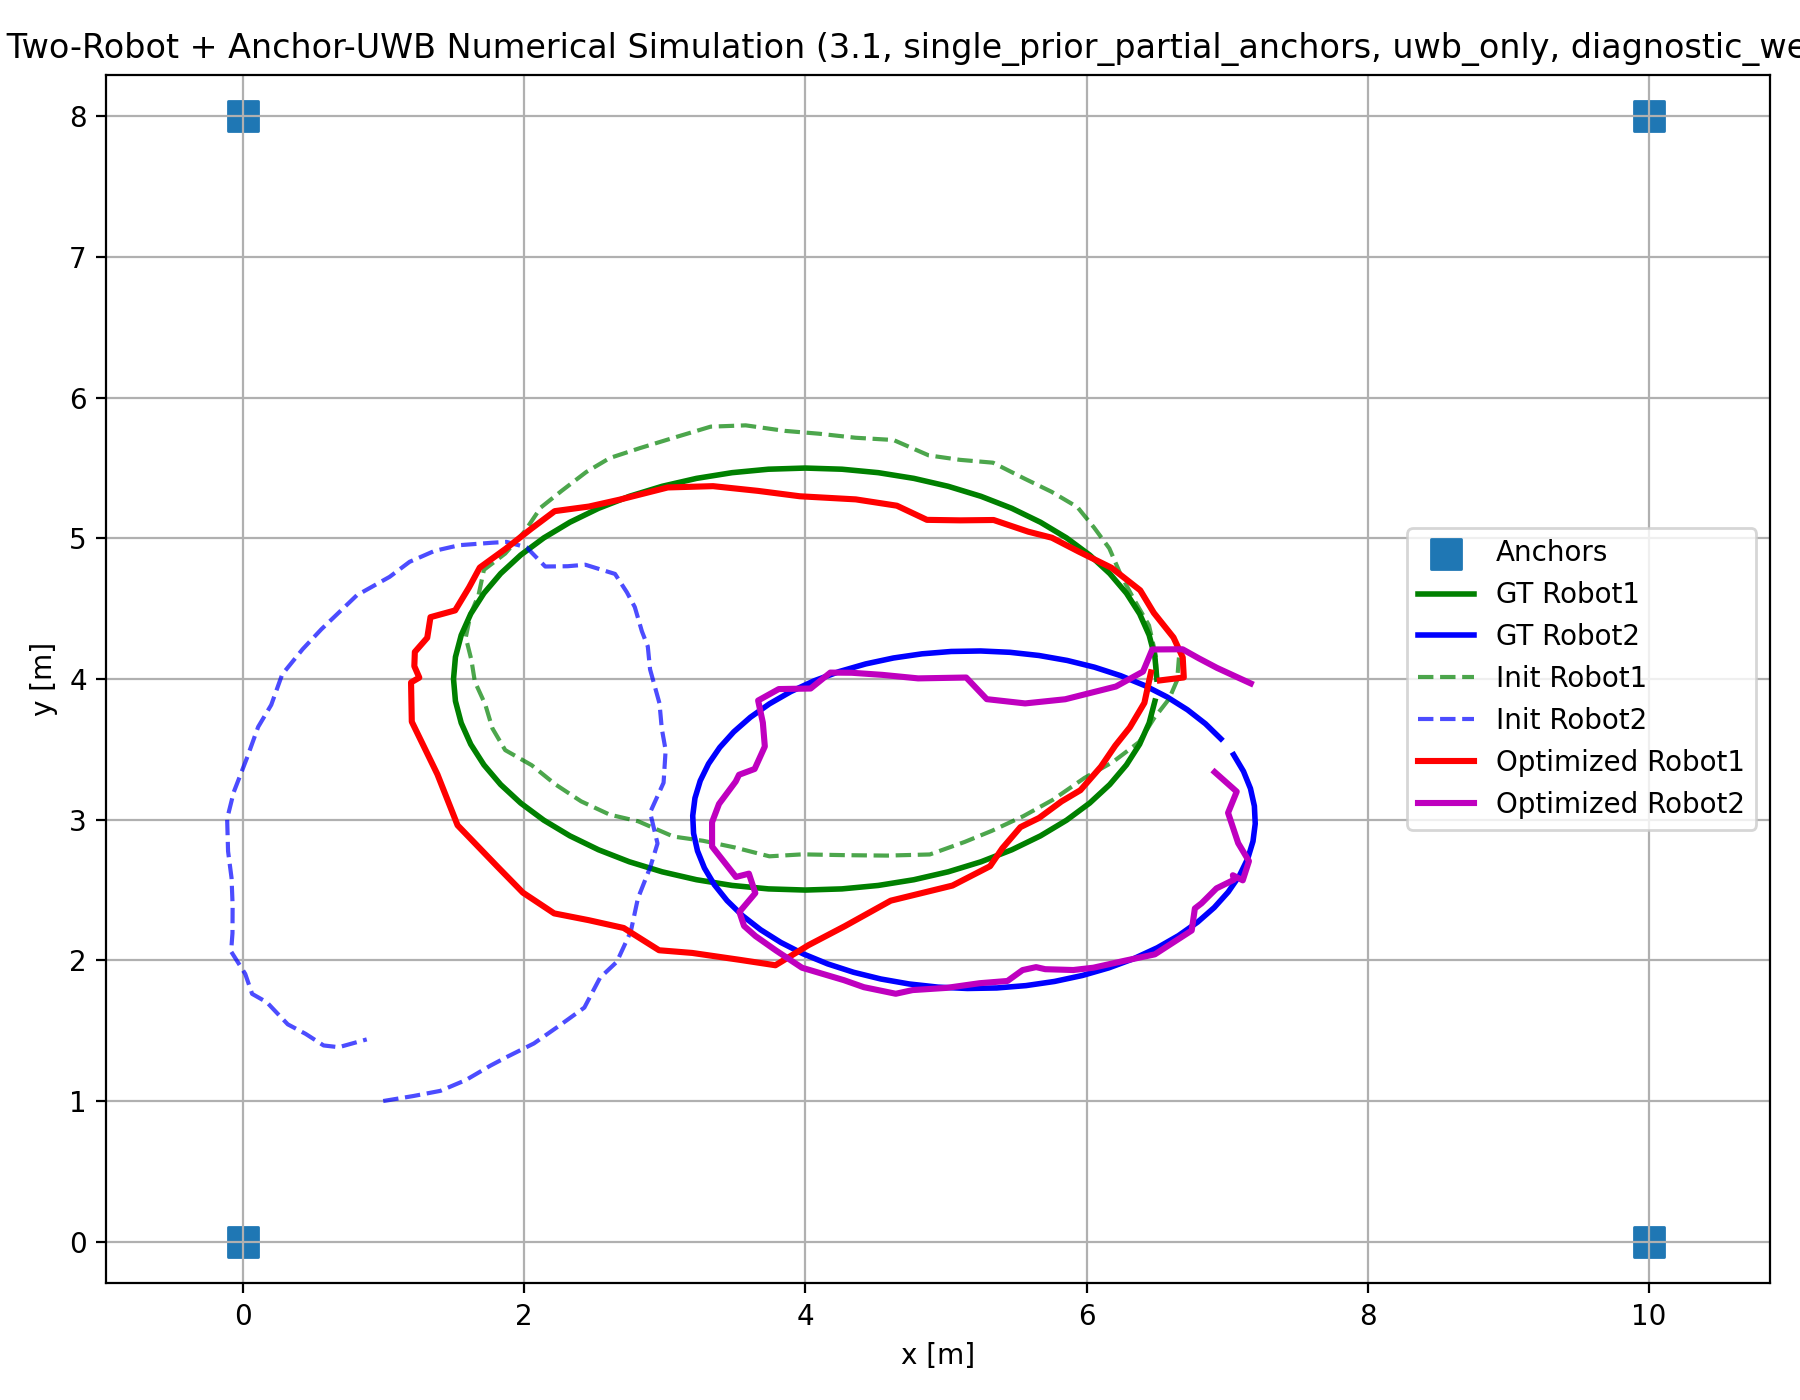 Two-Robot + Anchor-UWB Numerical Simulation (3.1, single_prior_partial_anchors, uwb_only, diagnostic_we
8
7
6
5
4
3
2
1
0
y [m]
Anchors
GT Robot1
GT Robot2
Init Robot1
Init Robot2
Optimized Robot1
Optimized Robot2
0 2 4 6 8 10
x [m]